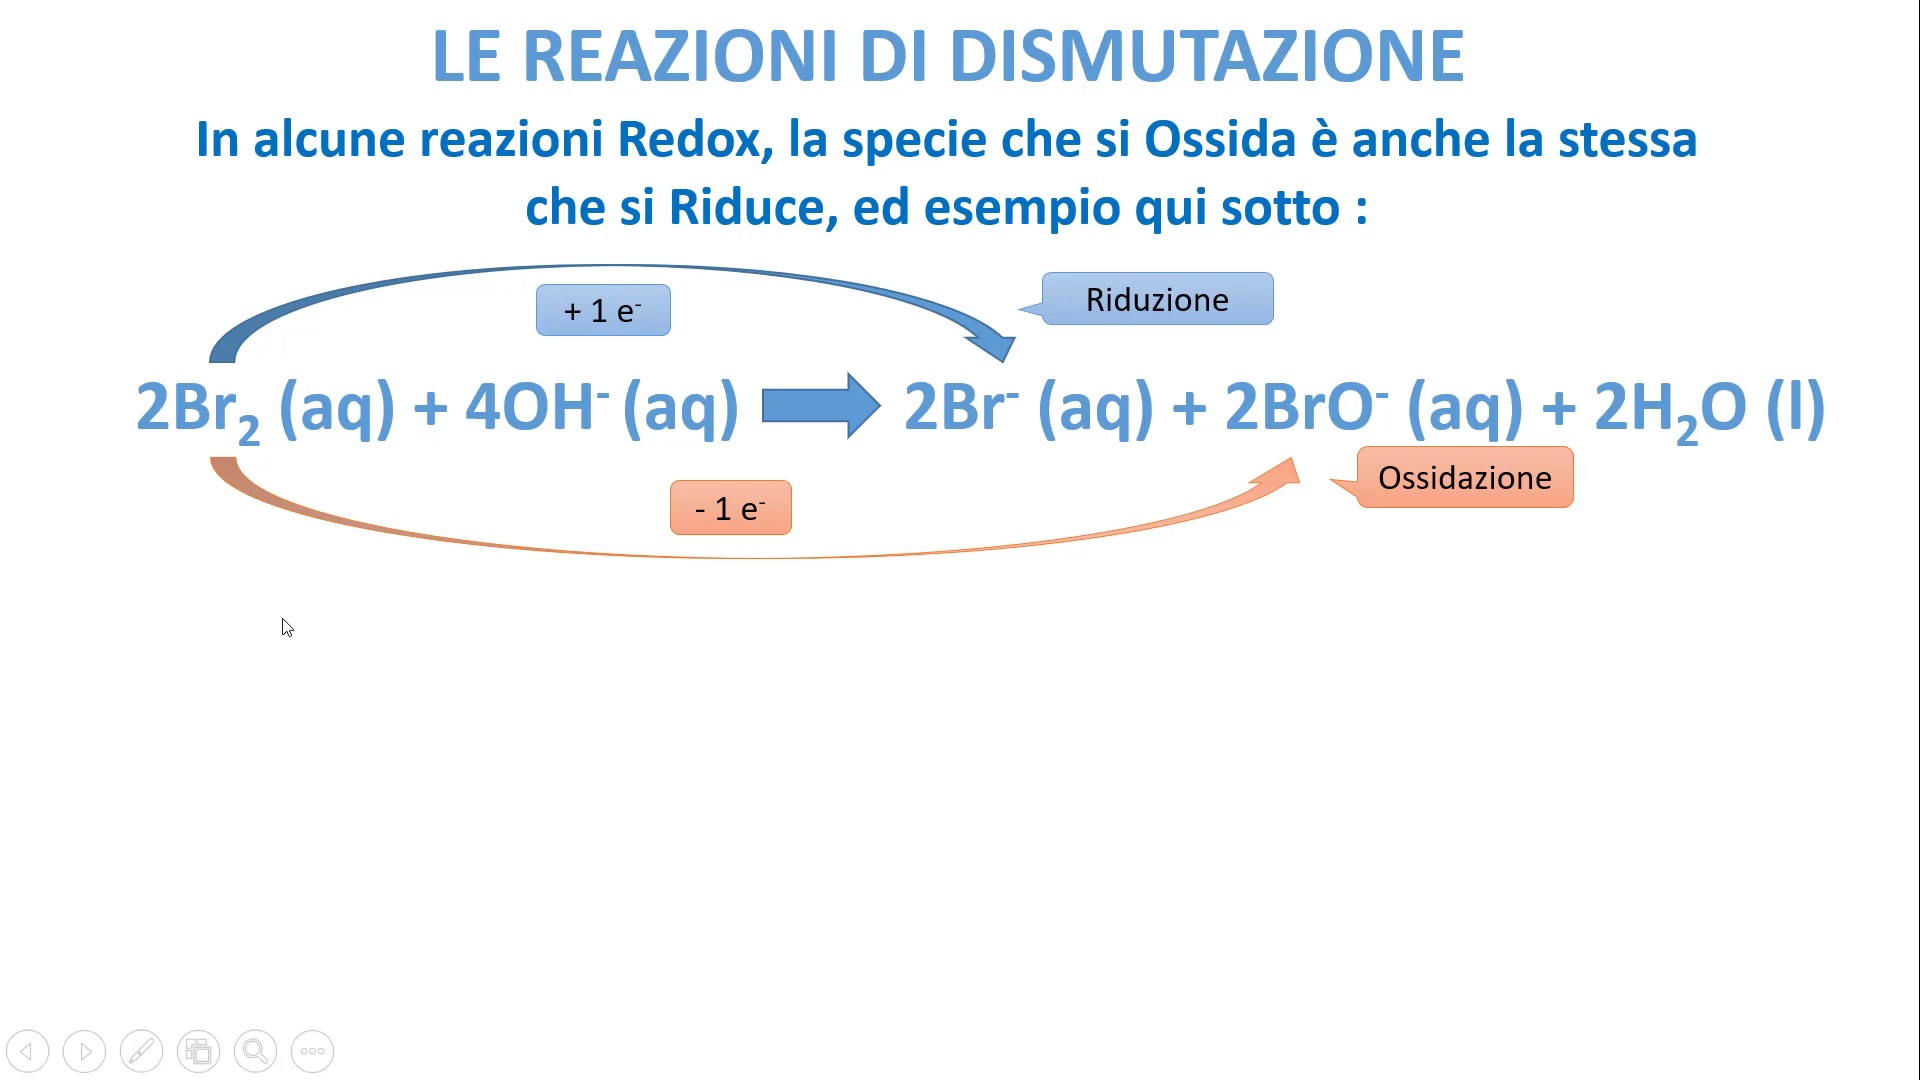 LE REAZIONI DI DISMUTAZIONE
In alcune reazioni Redox, la specie che si Ossida è anche la stessa
che si Riduce, ed esempio qui sotto :
+ 1 e⁻
Riduzione
2Br₂ (aq) + 4OH⁻ (aq) 2Br⁻ (aq) + 2BrO⁻ (aq) + 2H₂O (l)
Ossidazione
- 1 e⁻